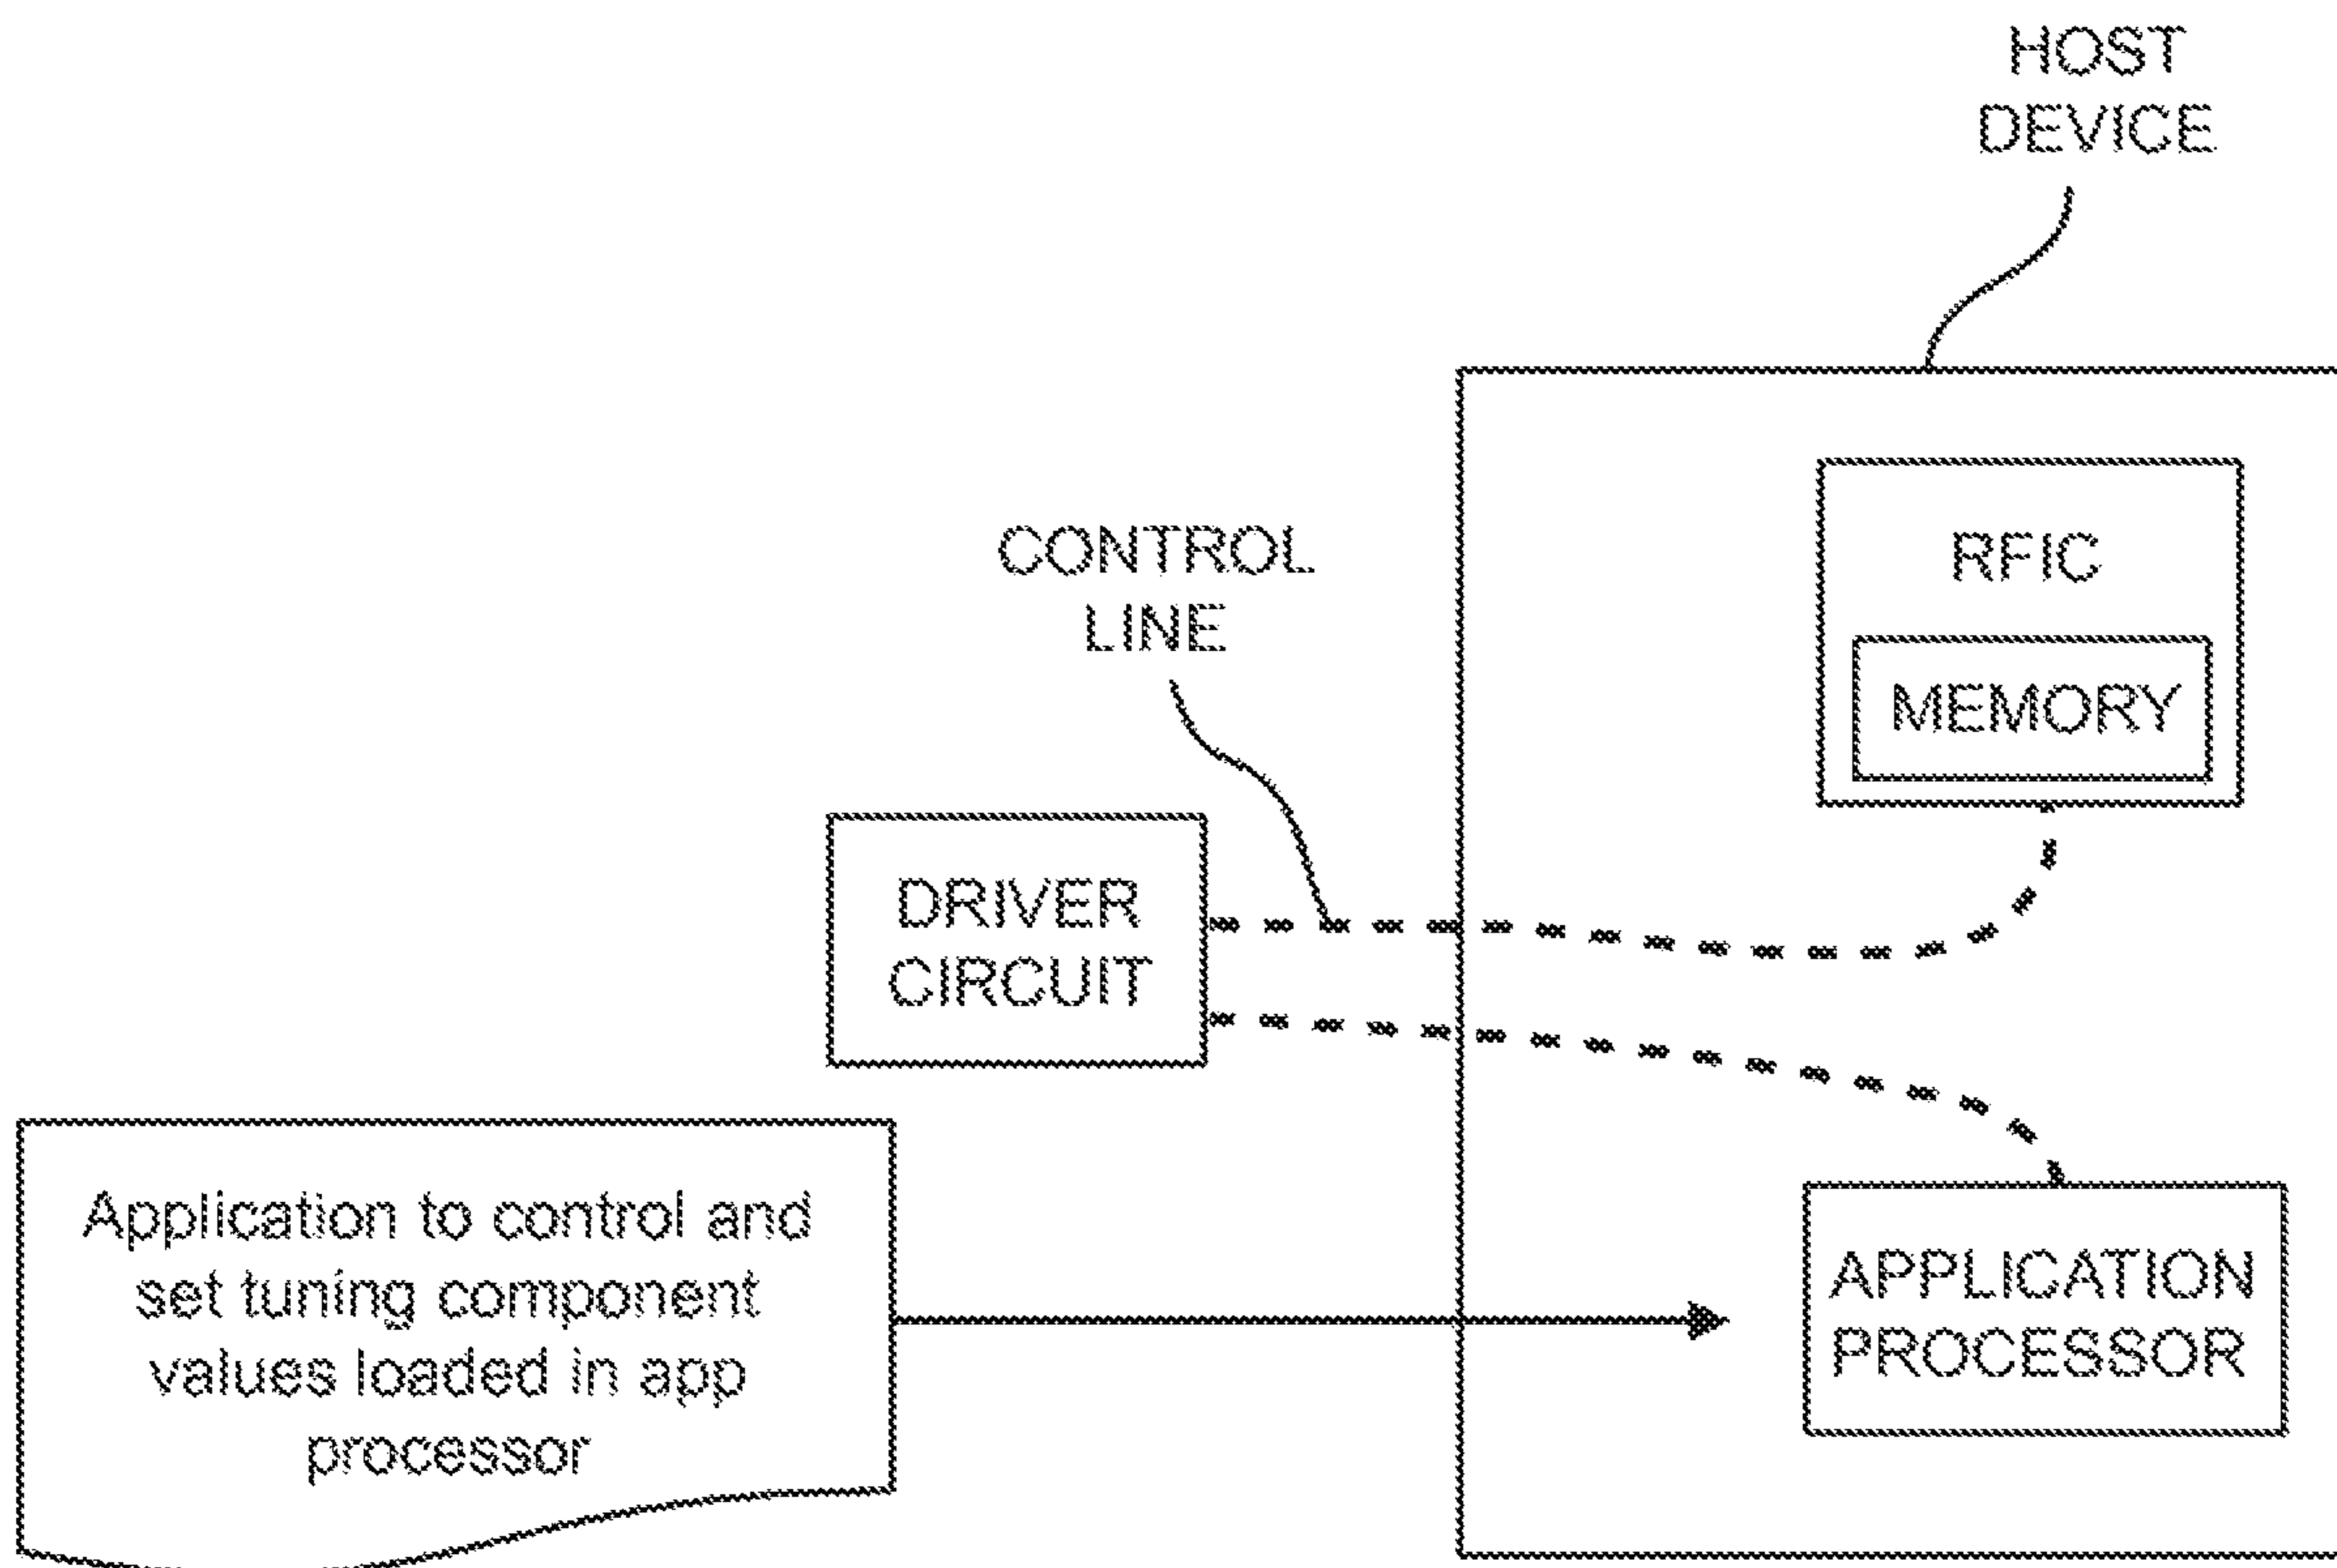 HOST
DEVICE
RFIC
CONTROL
LINE
MEMORY
DRIVER
CIRCUIT
Application to control and
set tuning component
values loaded in app
processor
APPLICATION
PROCESSOR